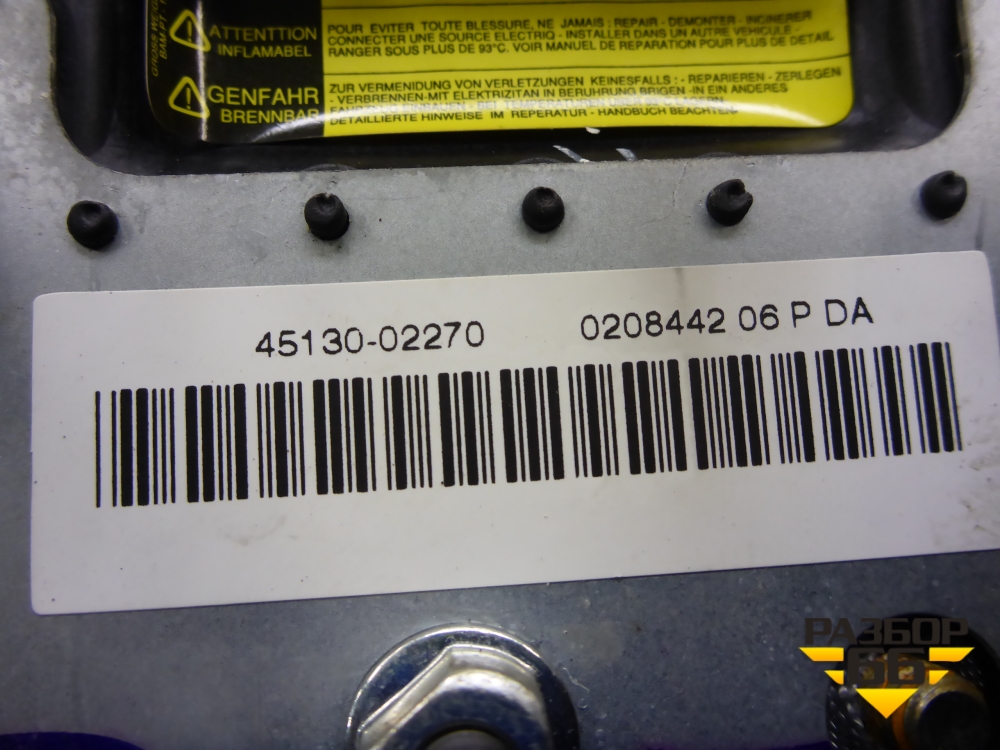 ATTENTTION
INFLAMABEL
POUR ÉVITER TOUTE BLESSURE, NE JAMAIS : REPAIR - DEMONTER - INCINERER
CONNECTER UNE SOURCE ELECTRIQ - INSTALLER DANS UN AUTRE VEHICULE -
RANGER SOUS PLUS DE 93°C. VOIR MANUEL DE REPARATION POUR PLUS DE DETAIL
GENFAHR
BRENNBAR
ZUR VERMENIDUNG VON VERLETZUNGEN KEINESFALLS : - REPARIEREN - ZERLEGEN
- VERBRENNEN-MIT ELEKTRIZITAN IN BERUHRUNG BRIGEN -IN EIN ANDERES
DETAILLIERTE HINWEISE IM REPERATUR - HANDBUCH BEACHTEN
45130-02270 0208442 06 P DA
РАЗБОР
66